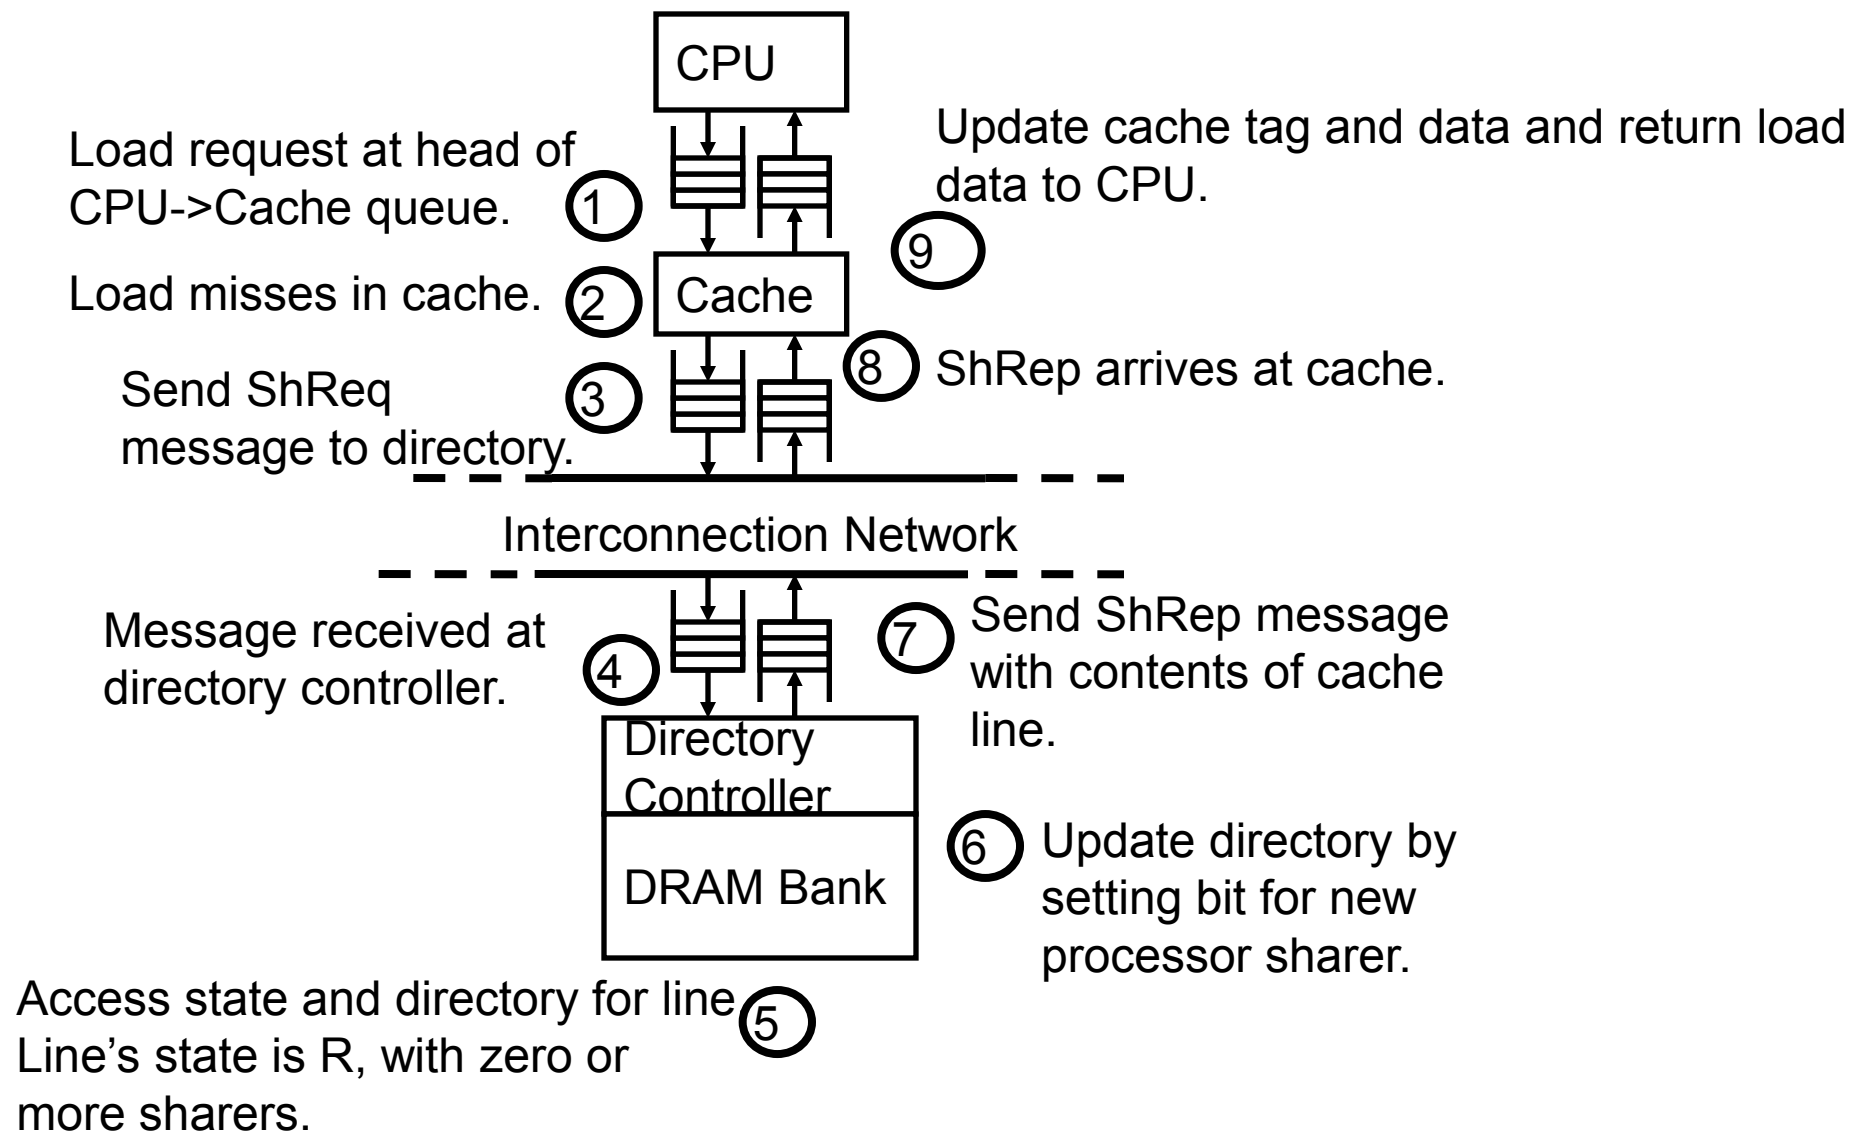 CPU
Load request at head of
CPU->Cache queue.
1
Update cache tag and data and return load
data to CPU.
9
Load misses in cache.
2
Cache
Send ShReq
message to directory.
3
8
ShRep arrives at cache.
Interconnection Network
Message received at
directory controller.
4
7
Send ShRep message
with contents of cache
line.
Directory
Controller
DRAM Bank
6
Update directory by
setting bit for new
processor sharer.
Access state and directory for line.
Line’s state is R, with zero or
more sharers.
5